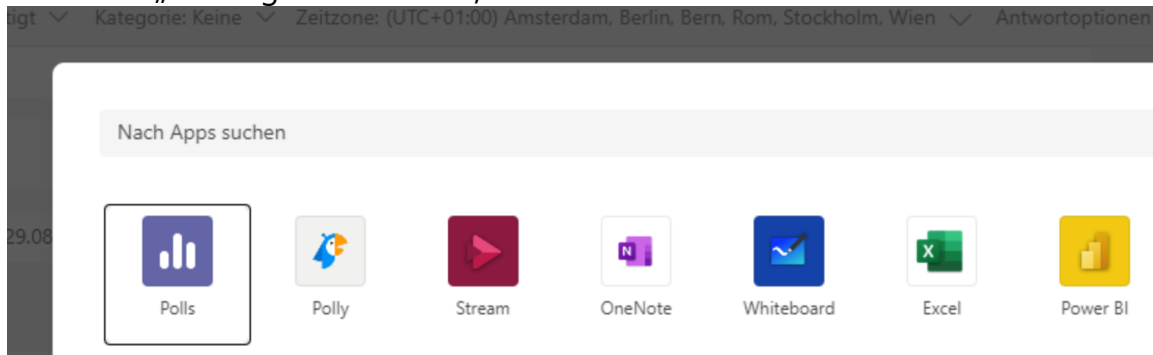 tigt Kategorie: Keine Zeitzone: (UTC+01:00) Amsterdam, Berlin, Bern, Rom, Stockholm, Wien Antwortoptionen
Nach Apps suchen
29.08
Polls Polly Stream OneNote Whiteboard Excel Power BI